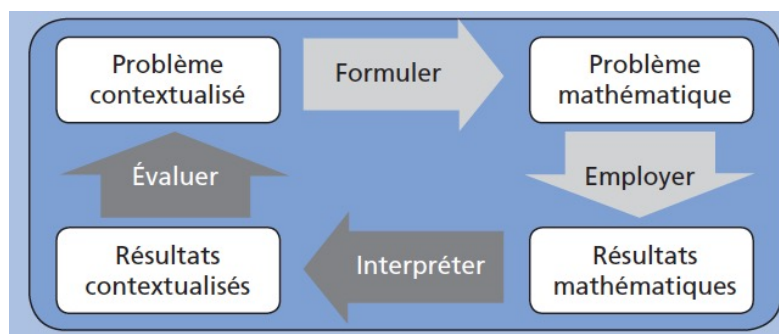 Problème
contextualisé
Formuler
Problème
mathématique
Évaluer
Employer
Résultats
contextualisés
Interpréter
Résultats
mathématiques